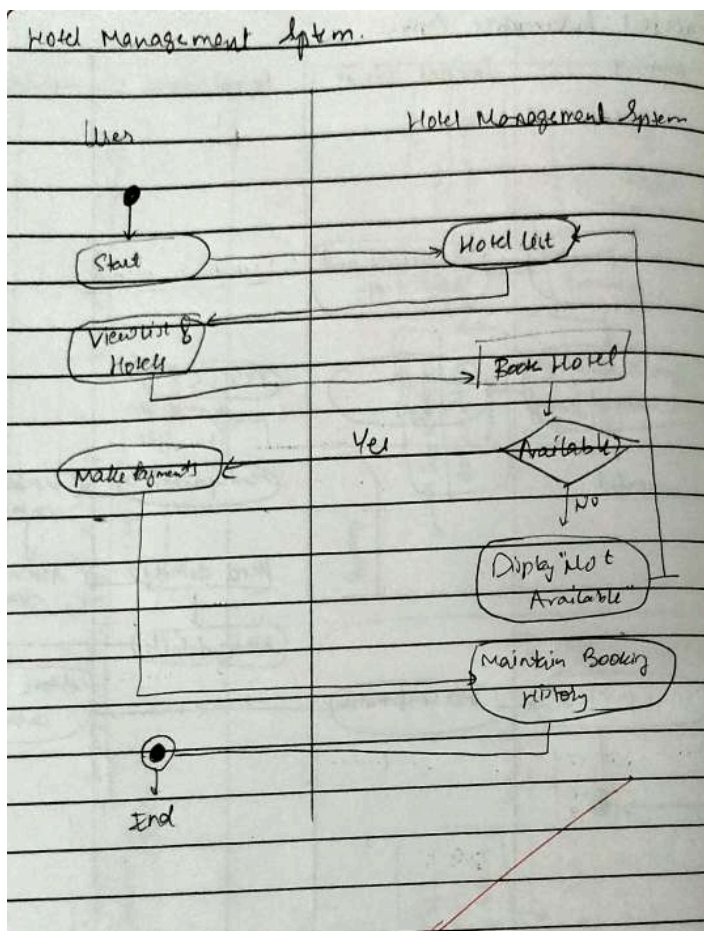 Hotel Management System.
User
Hotel Management System
Start
Hotel List
View list of
Hotels
Book Hotel
Yes
Available?
Make Payments
No
Display "Not
Available"
Maintain Booking
History
End